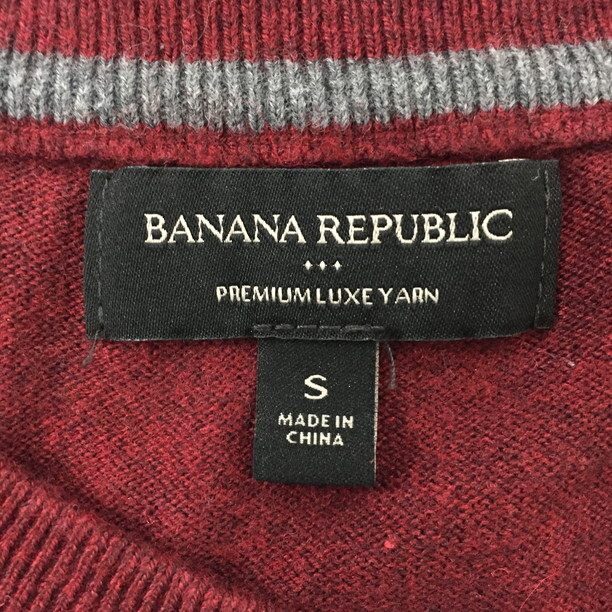 BANANA REPUBLIC
PREMIUM LUXE YARN
S
MADE IN
CHINA